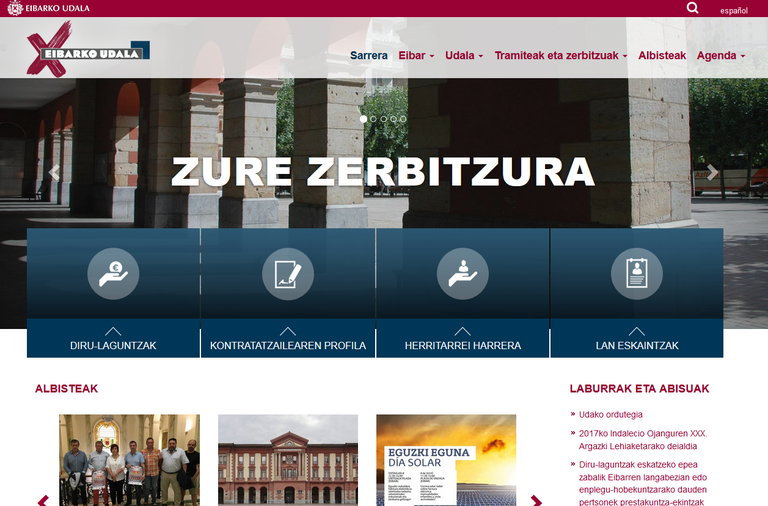 EIBARKO UDALA
español
EIBARKO UDALA
Sarrera Eibar Udala Tramiteak eta zerbitzuak Albisteak Agenda
ZURE ZERBITZURA
DIRU-LAGUNTZAK
KONTRATATZAILEAREN PROFILA
HERRITARREI HARRERA
LAN ESKAINTZAK
ALBISTEAK
EGUZKI EGUNA
DÍA SOLAR
LABURRAK ETA ABISUAK
» Udako ordutegia
» 2017ko Indalecio Ojanguren XXX.
Argazki Lehiaketarako deialdia
» Diru-laguntzak eskatzeko epea
zabalik Eibarren langabezian edo
enplegu-hobekuntzarako dauden
pertsonek prestakuntza-ekintzak